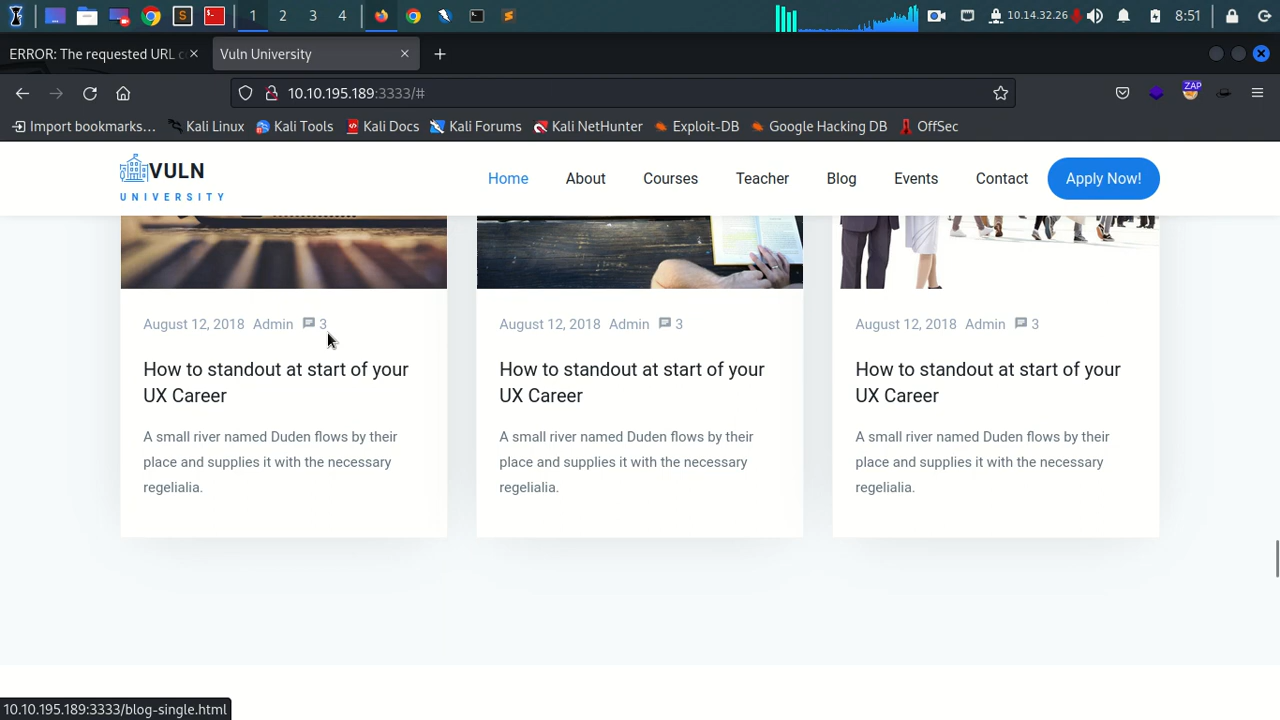 1 2 3 4 10.14.32.26 8:51
ERROR: The requested URL c
Vuln University
10.10.195.189:3333/#
ZAP
Import bookmarks...
Kali Linux
Kali Tools
Kali Docs
Kali Forums
Kali NetHunter
Exploit-DB
Google Hacking DB
OffSec
VULN
UNIVERSITY
Home
About
Courses
Teacher
Blog
Events
Contact
Apply Now!
August 12, 2018 Admin 3
How to standout at start of your
UX Career
A small river named Duden flows by their
place and supplies it with the necessary
regelialia.
August 12, 2018 Admin 3
How to standout at start of your
UX Career
A small river named Duden flows by their
place and supplies it with the necessary
regelialia.
August 12, 2018 Admin 3
How to standout at start of your
UX Career
A small river named Duden flows by their
place and supplies it with the necessary
regelialia.
10.10.195.189:3333/blog-single.html